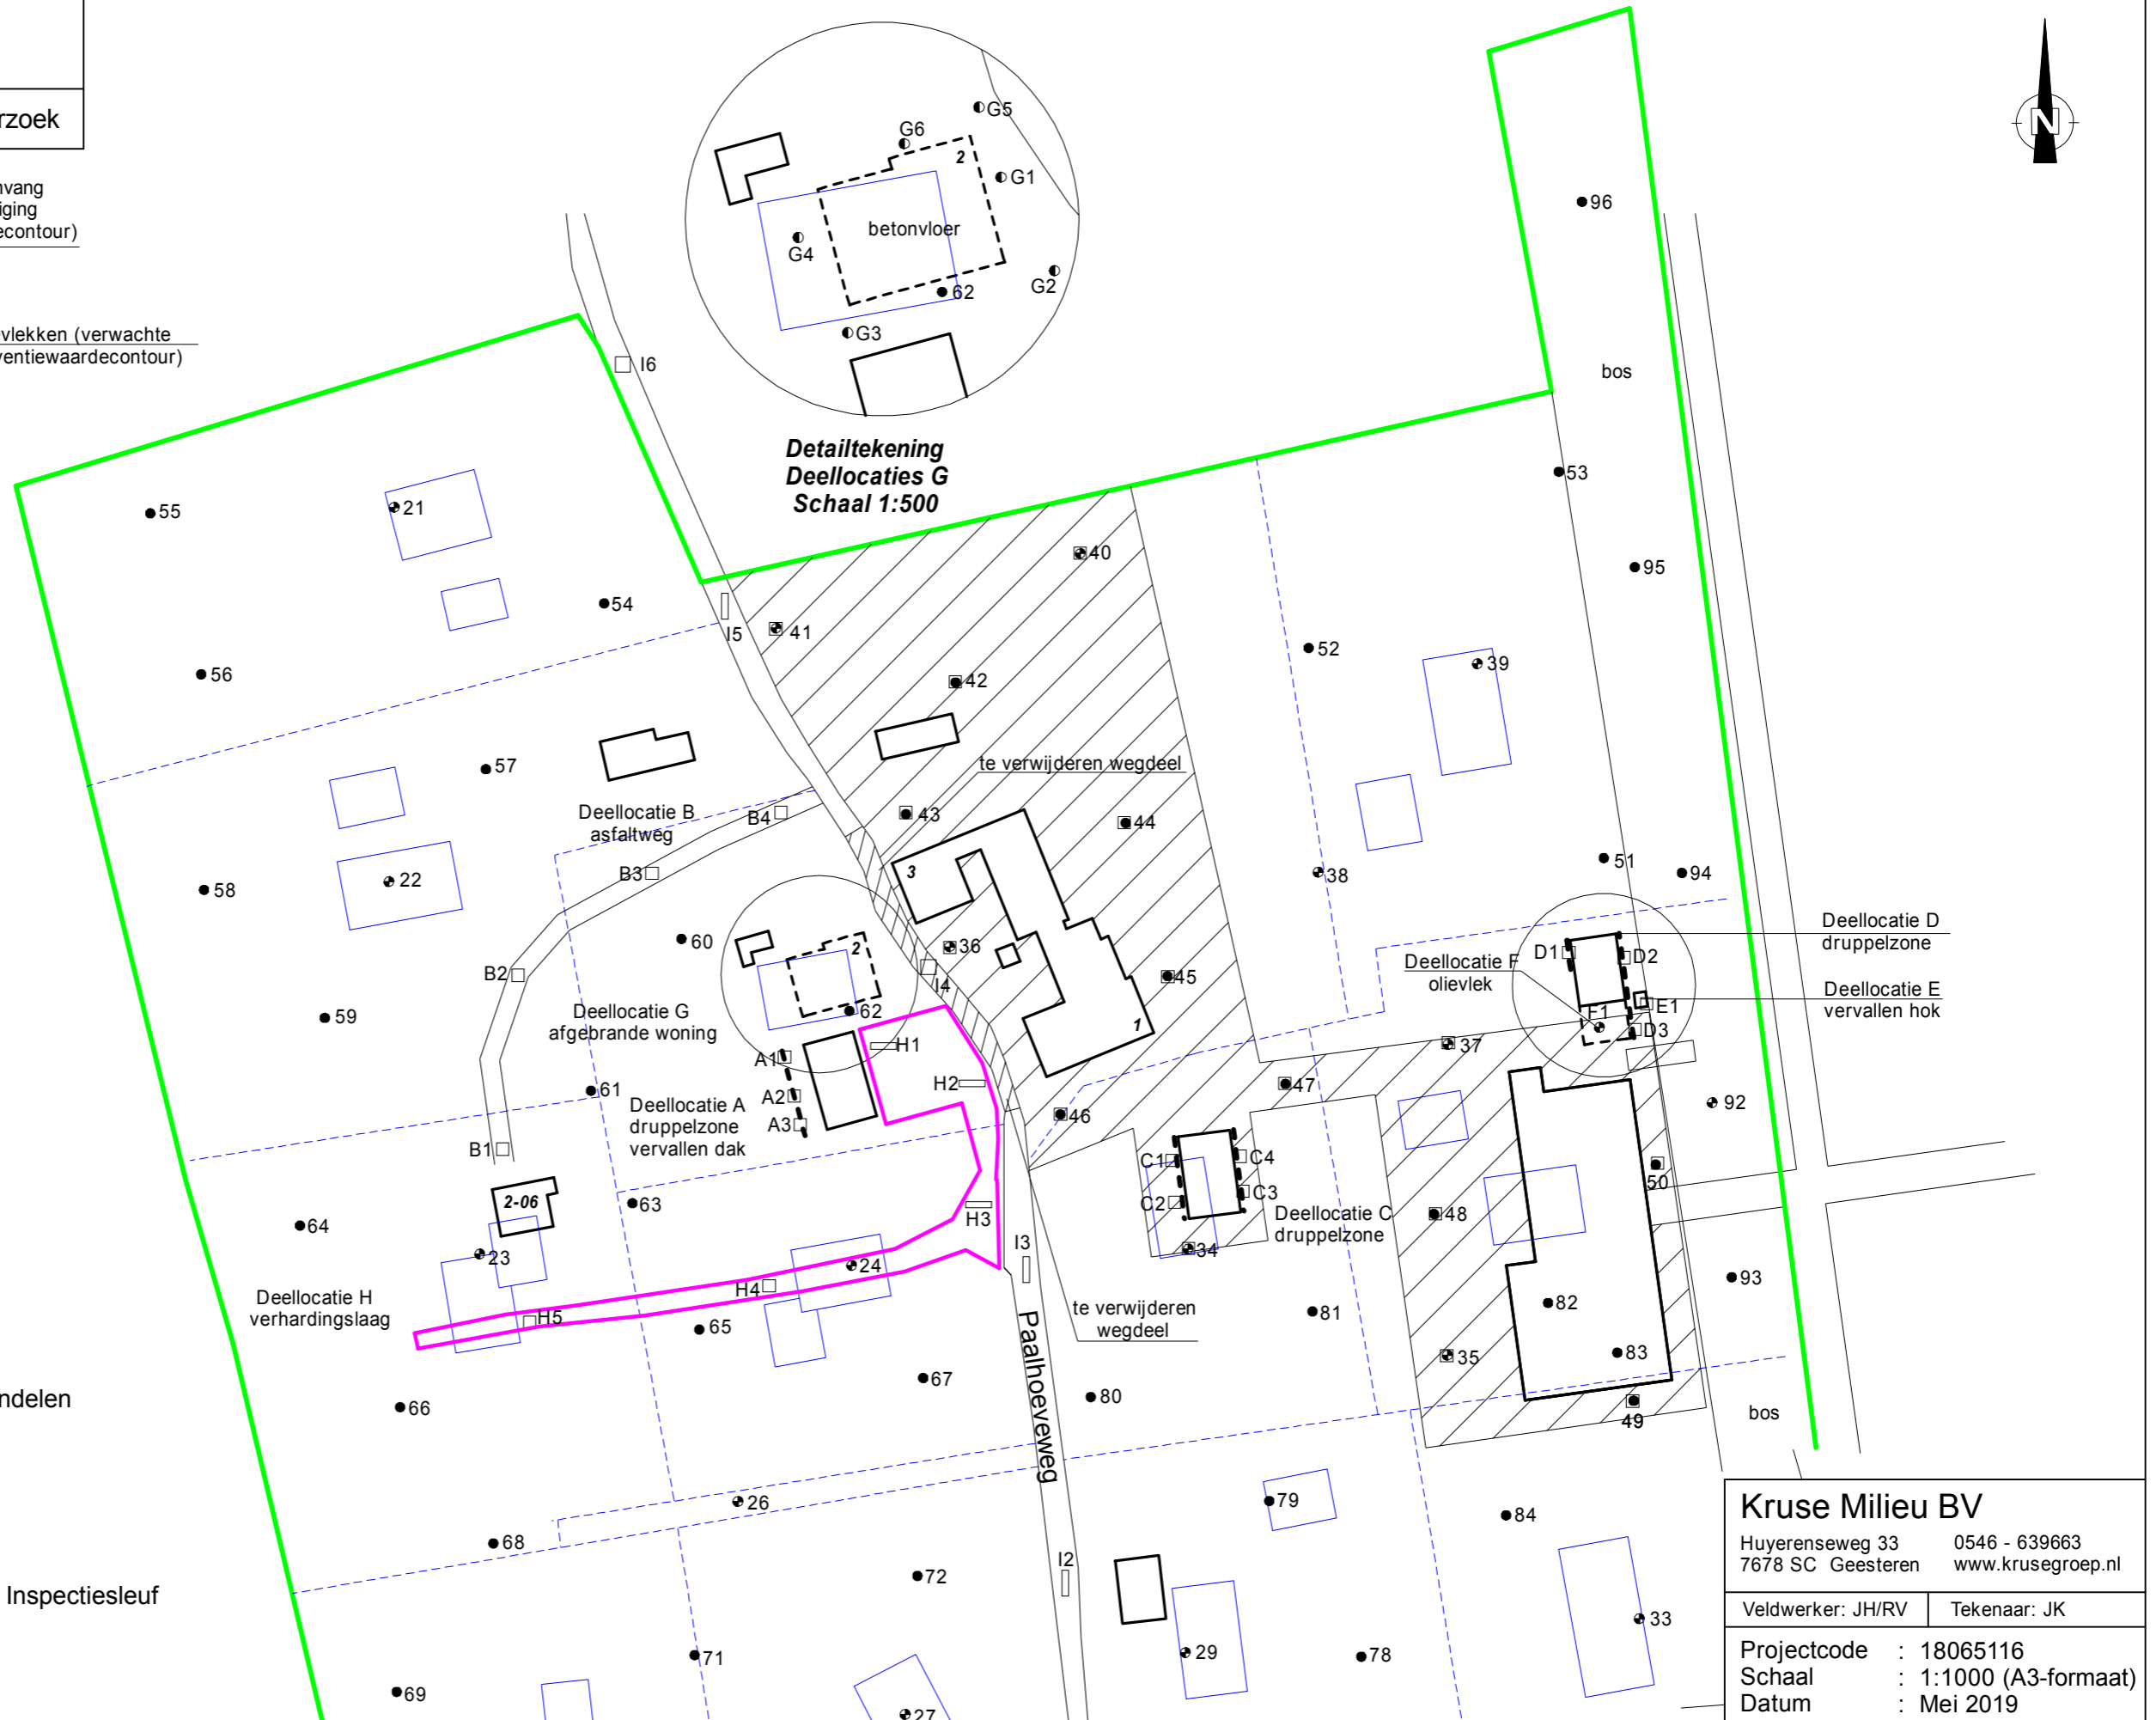 N
G5
G6
2
G1
betonvloer
G4
G2
62
G3
Detailtekening
Deellocaties G
Schaal 1:500
96
bos
I6
55
21
54
I5
56
41
40
42
53
95
52
39
57
te verwijderen wegdeel
Deellocatie B
asfaltweg
B4
43
44
B3
3
58
22
38
51
94
60
2
36
45
I4
B2
59
62
Deellocatie G
afgebrande woning
1
Deellocatie D
druppelzone
D1
D2
Deellocatie F
olievlek
Deellocatie E
vervallen hok
E1
F1
D3
37
A1
H1
H2
47
A2
A3
46
92
61
Deellocatie A
druppelzone
vervallen dak
B1
C1
C4
C2
C3
50
2-06
63
H3
Deellocatie C
druppelzone
48
64
23
34
24
I3
93
Deellocatie H
verhardingslaag
H4
H5
65
te verwijderen
wegdeel
81
82
35
83
67
80
66
49
bos
Paalhoeveweg
26
68
79
84
72
I2
Inspectiesleuf
71
29
78
33
69
27
Kruse Milieu BV
Huyerenseweg 33 0546 - 639663
7678 SC Geesteren www.krusegroep.nl
Veldwerker: JH/RV Tekenaar: JK
Projectcode : 18065116
Schaal : 1:1000 (A3-formaat)
Datum : Mei 2019
rzoek
nvang
iging
econtour)
vlekken (verwachte
ventiewaardecontour)
ndelen